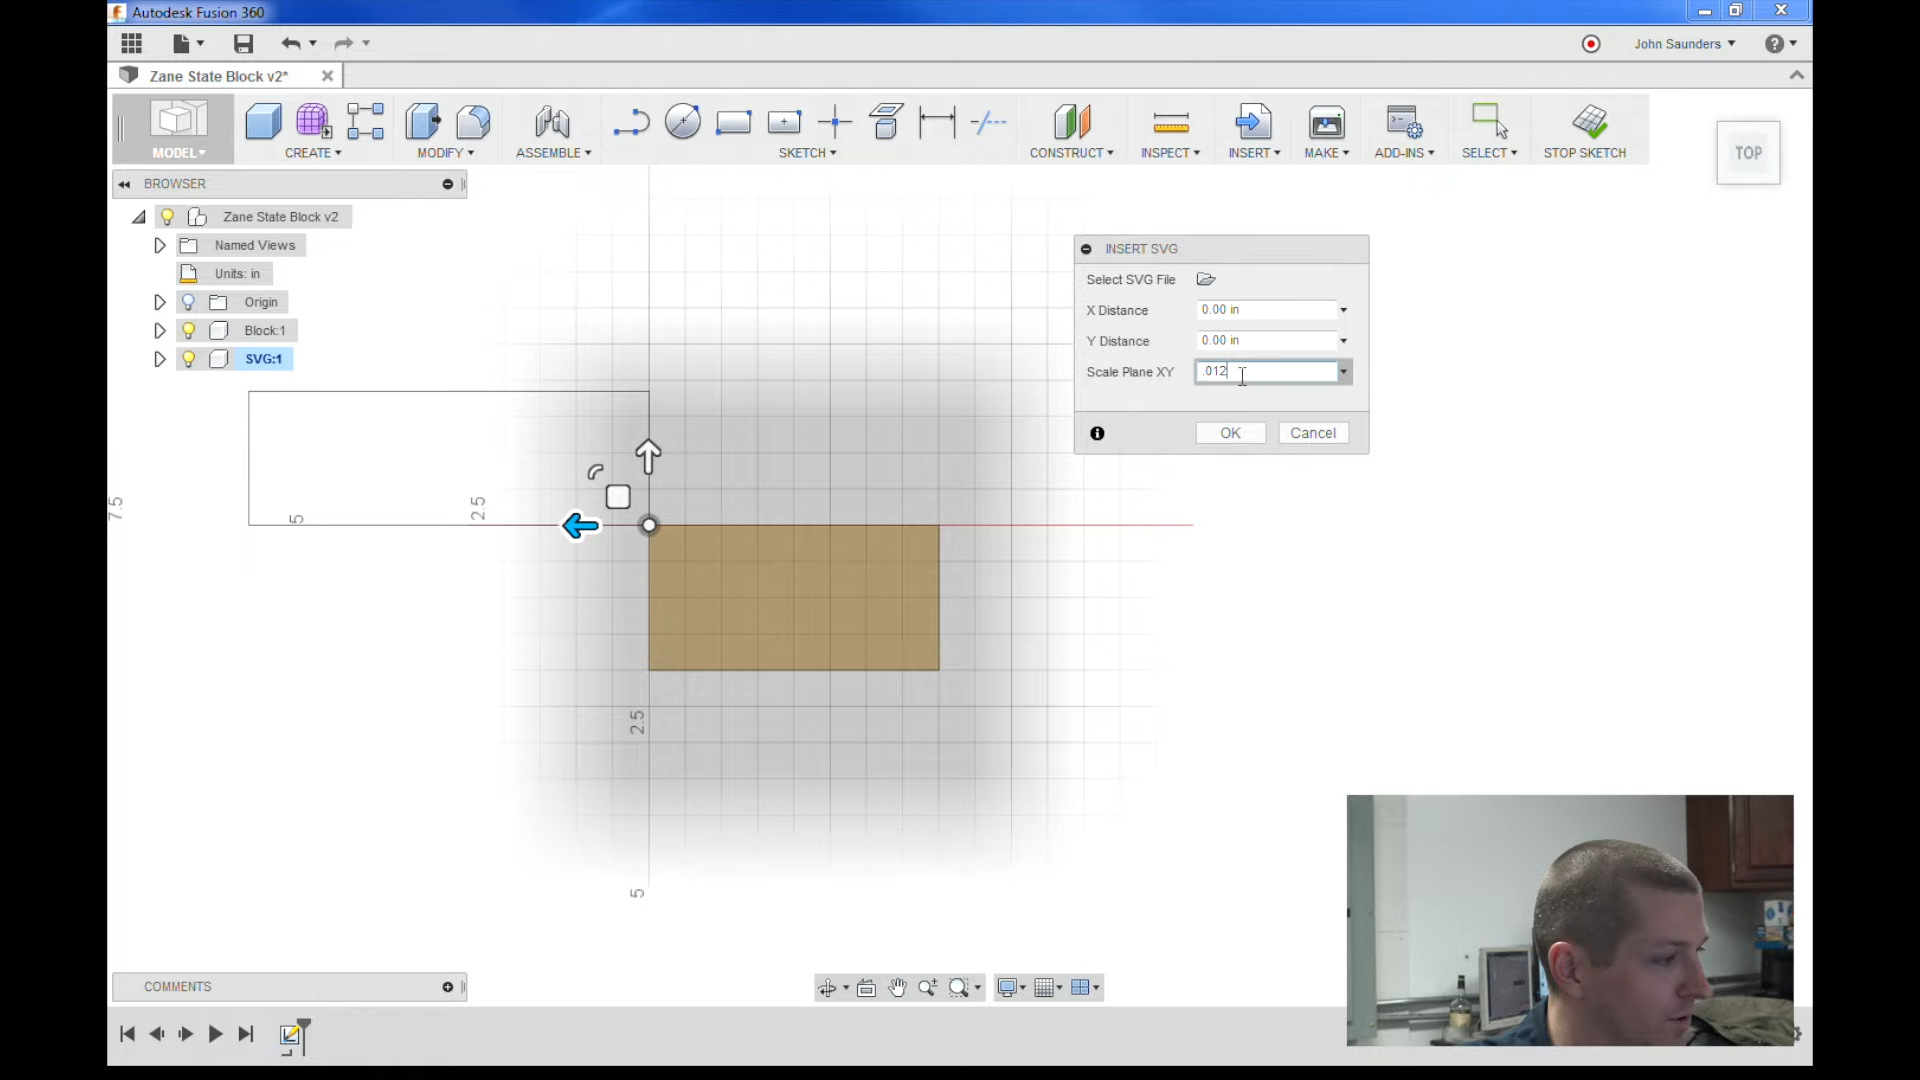 Autodesk Fusion 360
John Saunders
Zane State Block v2*
MODEL
CREATE
MODIFY
ASSEMBLE
SKETCH
CONSTRUCT
INSPECT
INSERT
MAKE
ADD-INS
SELECT
STOP SKETCH
TOP
BROWSER
Zane State Block v2
Named Views
Units: in
Origin
Block:1
SVG:1
INSERT SVG
Select SVG File
X Distance 0.00 in
Y Distance 0.00 in
Scale Plane XY .012
OK Cancel
7.5
5
2.5
2.5
5
COMMENTS